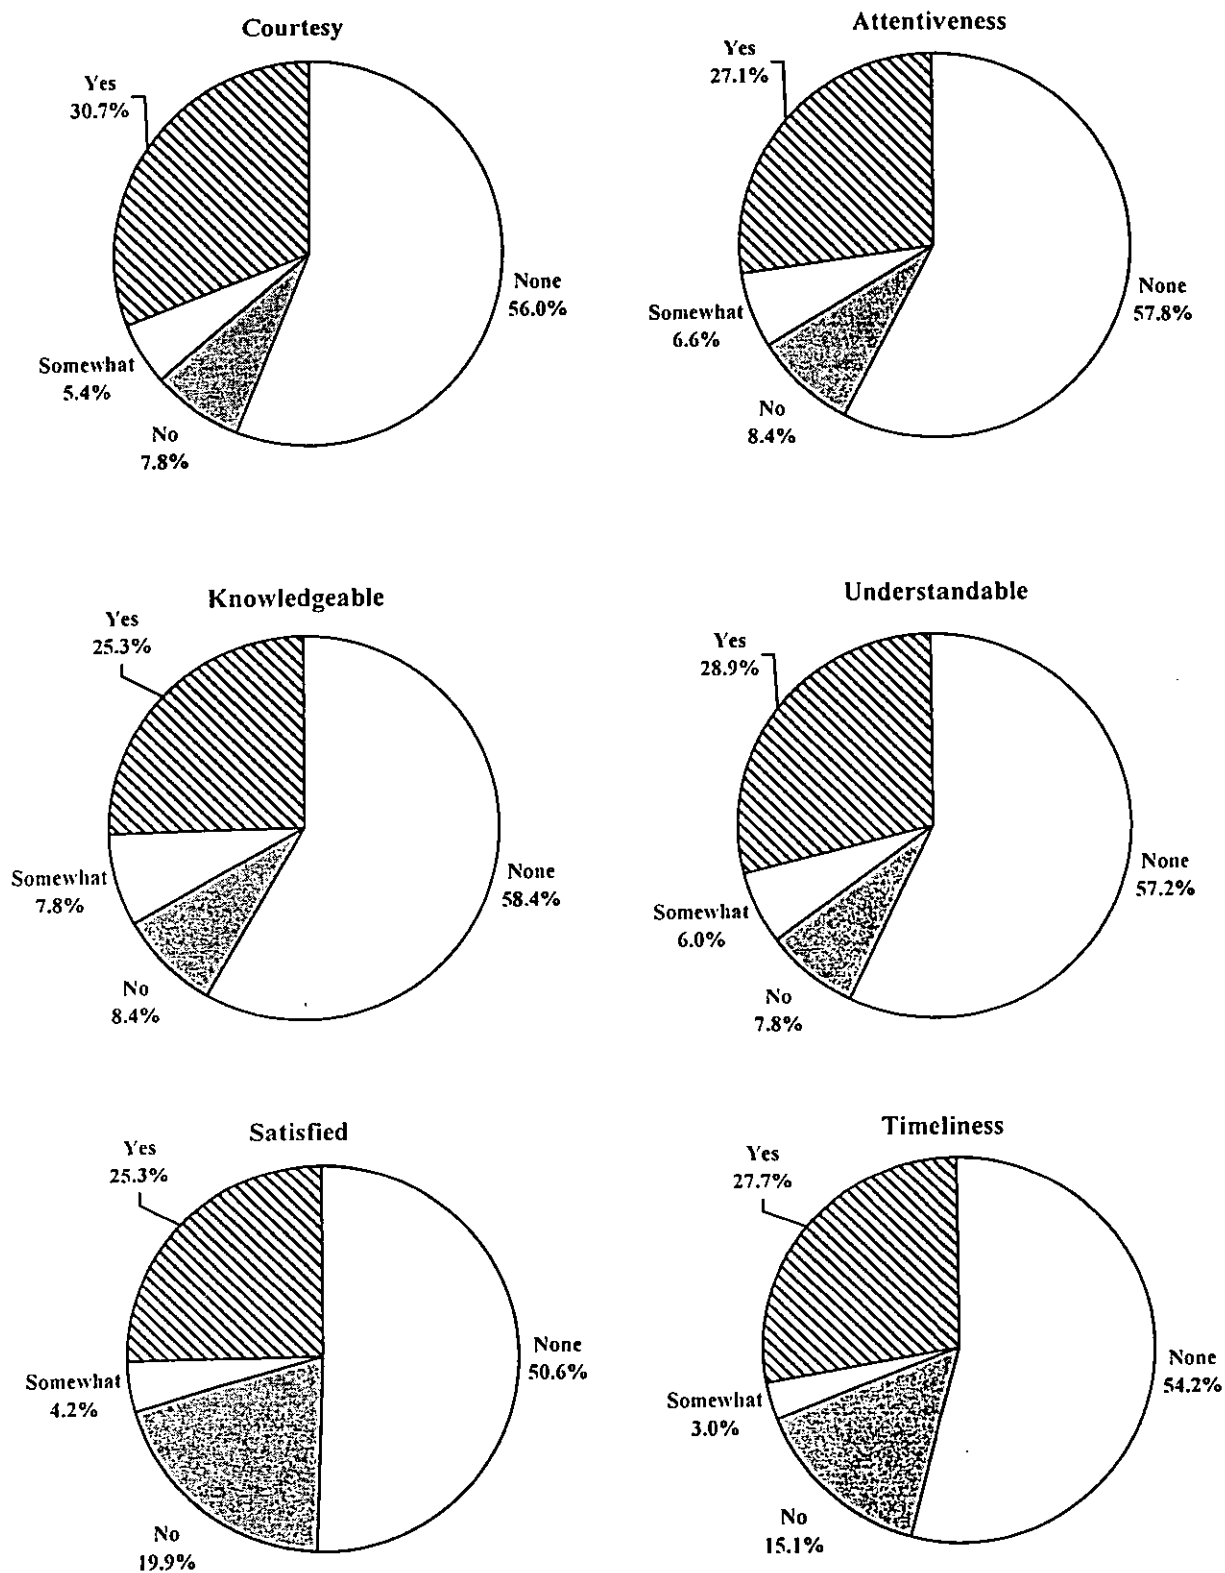 Courtesy
Yes
30.7%
None
56.0%
Somewhat
5.4%
No
7.8%
Attentiveness
Yes
27.1%
None
57.8%
Somewhat
6.6%
No
8.4%
Knowledgeable
Yes
25.3%
None
58.4%
Somewhat
7.8%
No
8.4%
Understandable
Yes
28.9%
None
57.2%
Somewhat
6.0%
No
7.8%
Satisfied
Yes
25.3%
None
50.6%
Somewhat
4.2%
No
19.9%
Timeliness
Yes
27.7%
None
54.2%
Somewhat
3.0%
No
15.1%